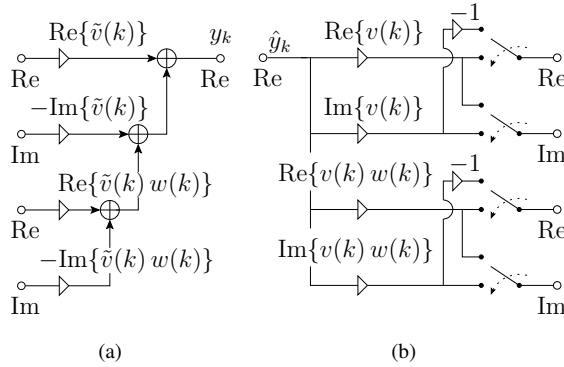 Re{ṽ(k)}
y_k
Re
Re
−Im{ṽ(k)}
Im
Re{ṽ(k) w(k)}
Re
−Im{ṽ(k) w(k)}
Im
(a)
ŷ_k
Re
Re{v(k)}
−1
Re
Im{v(k)}
Im
Re{v(k) w(k)}
−1
Re
Im{v(k) w(k)}
Im
(b)